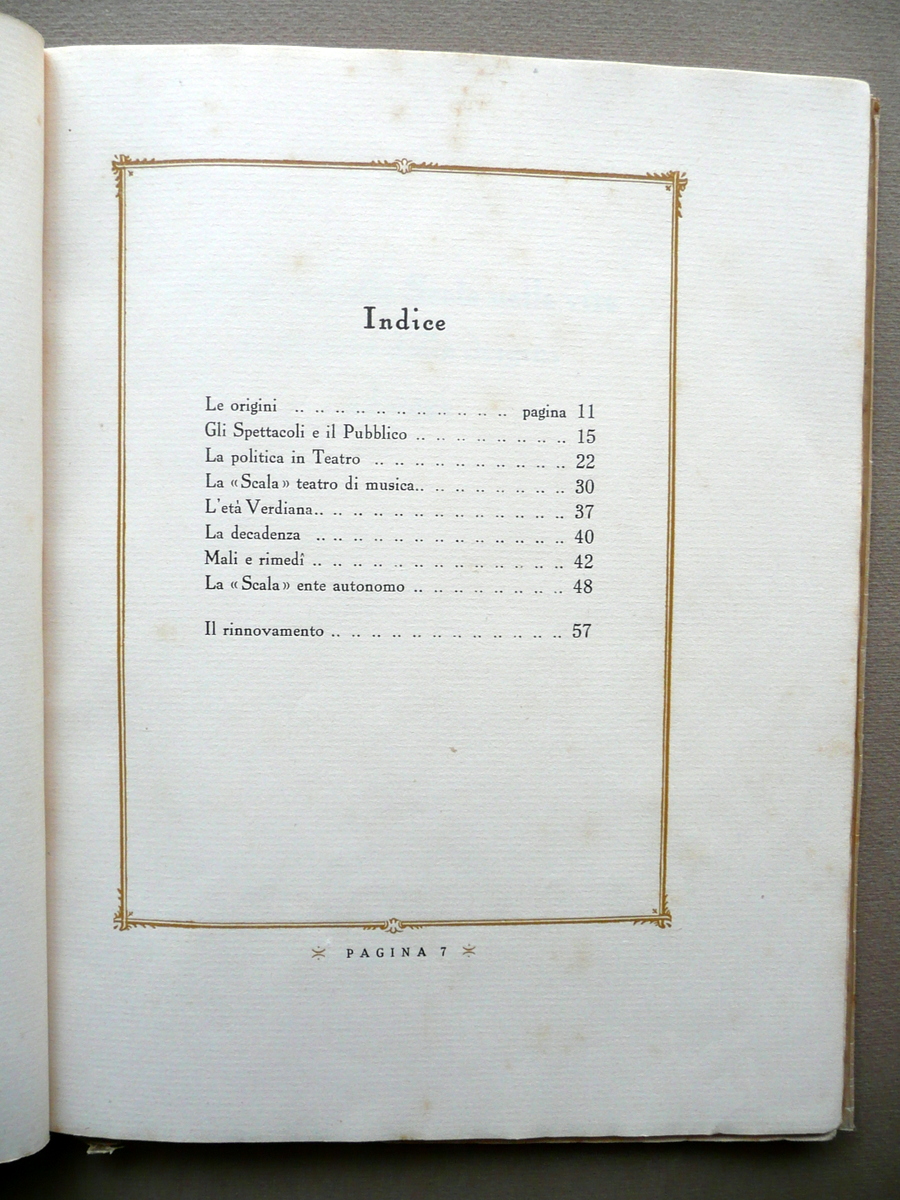 Indice
Le origini .. .. .. .. .. .. .. .. .. .. .. pagina 11
Gli Spettacoli e il Pubblico .. .. .. .. .. .. .. .. 15
La politica in Teatro .. .. .. .. .. .. .. .. .. .. 22
La «Scala» teatro di musica.. .. .. .. .. .. .. .. 30
L'età Verdiana.. .. .. .. .. .. .. .. .. .. .. .. .. 37
La decadenza .. .. .. .. .. .. .. .. .. .. .. .. .. 40
Mali e rimedî .. .. .. .. .. .. .. .. .. .. .. .. .. 42
La «Scala» ente autonomo .. .. .. .. .. .. .. .. 48
Il rinnovamento .. .. .. .. .. .. .. .. .. .. .. .. 57
PAGINA 7